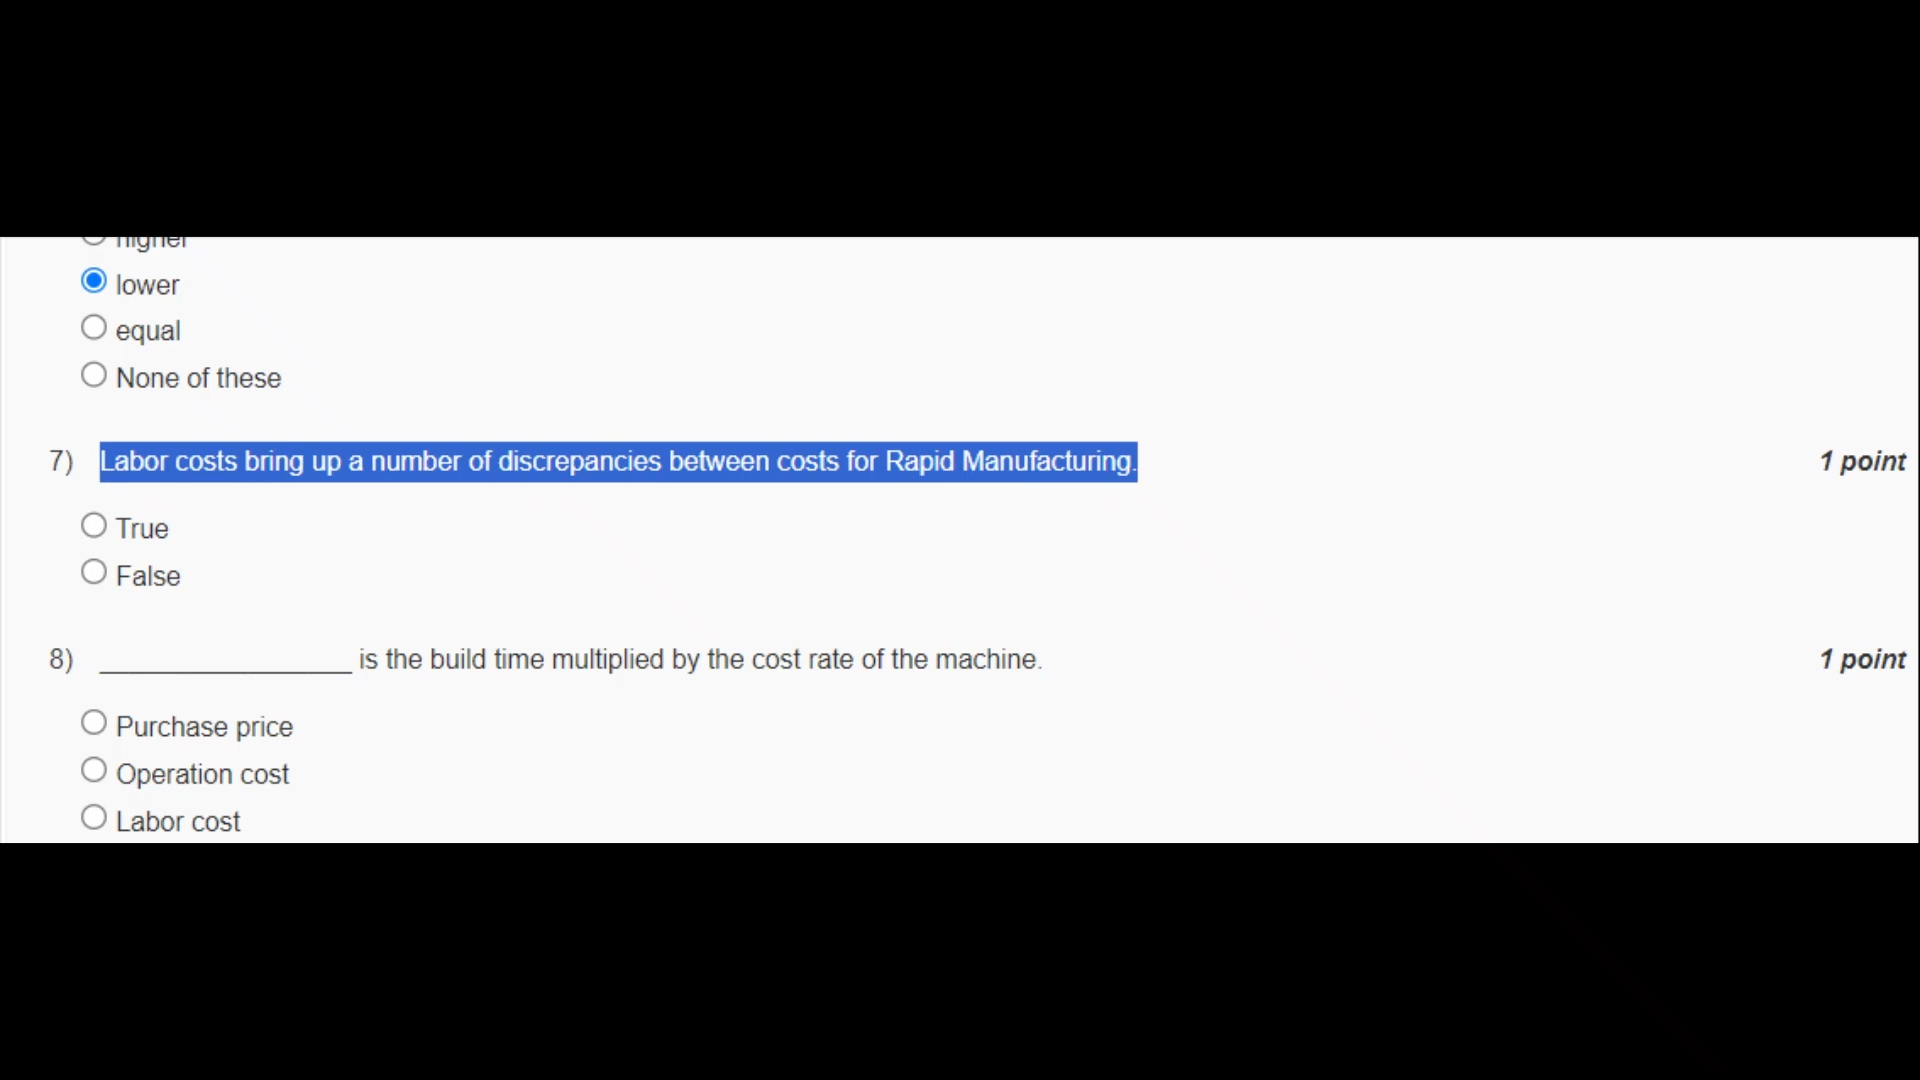 higher
lower
equal
None of these
7) Labor costs bring up a number of discrepancies between costs for Rapid Manufacturing. 1 point
True
False
8) __________________ is the build time multiplied by the cost rate of the machine. 1 point
Purchase price
Operation cost
Labor cost